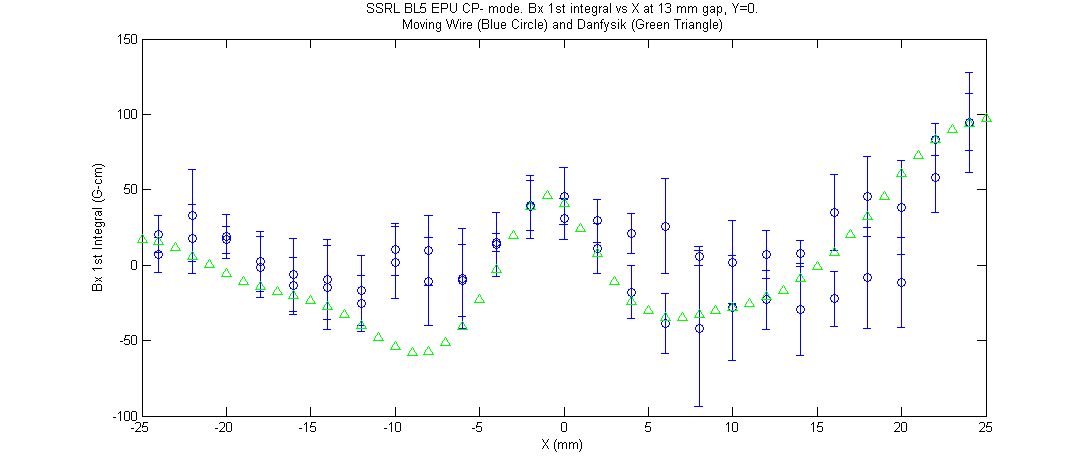 SSRL BL5 EPU CP- mode. Bx 1st integral vs X at 13 mm gap, Y=0.
Moving Wire (Blue Circle) and Danfysik (Green Triangle)
150
100
50
0
-50
-100
Bx 1st Integral (G-cm)
-25 -20 -15 -10 -5 0 5 10 15 20 25
X (mm)